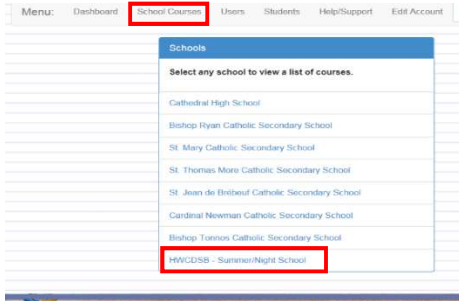 Menu: Dashboard School Courses Users Students Help/Support Edit Account
Schools
Select any school to view a list of courses.
Cathedral High School
Bishop Ryan Catholic Secondary School
St. Mary Catholic Secondary School
St. Thomas More Catholic Secondary School
St. Jean de Brébeuf Catholic Secondary School
Cardinal Newman Catholic Secondary School
Bishop Tonnos Catholic Secondary School
HWCDSB - Summer/Night School